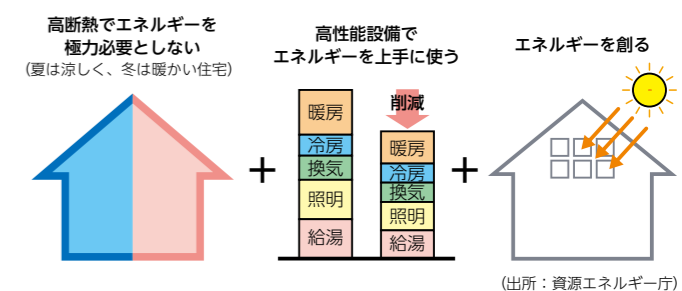 高断熱でエネルギーを
極力必要としない
(夏は涼しく、冬は暖かい住宅)
高性能設備で
エネルギーを上手に使う
エネルギーを創る
+
+
削減
暖房
冷房
換気
照明
給湯
暖房
冷房
換気
照明
給湯
(出所：資源エネルギー庁)